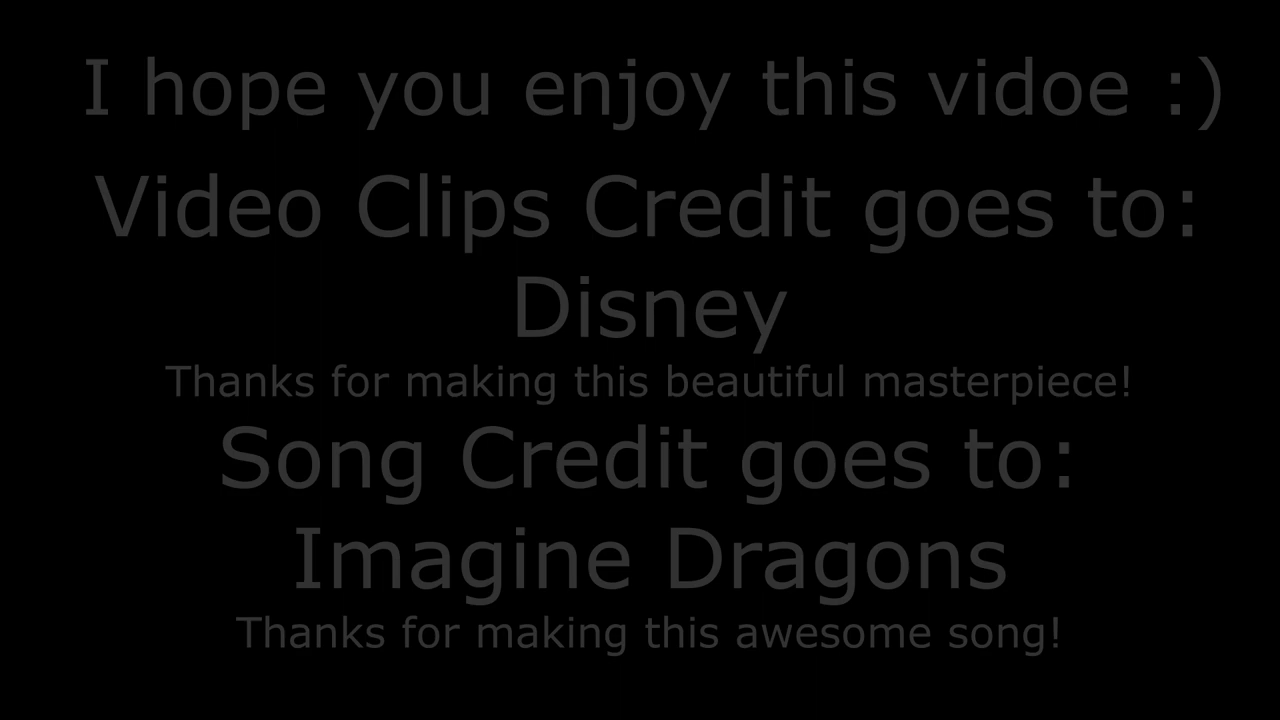 I hope you enjoy this vidoe :)
Video Clips Credit goes to:
Disney
Thanks for making this beautiful masterpiece!
Song Credit goes to:
Imagine Dragons
Thanks for making this awesome song!